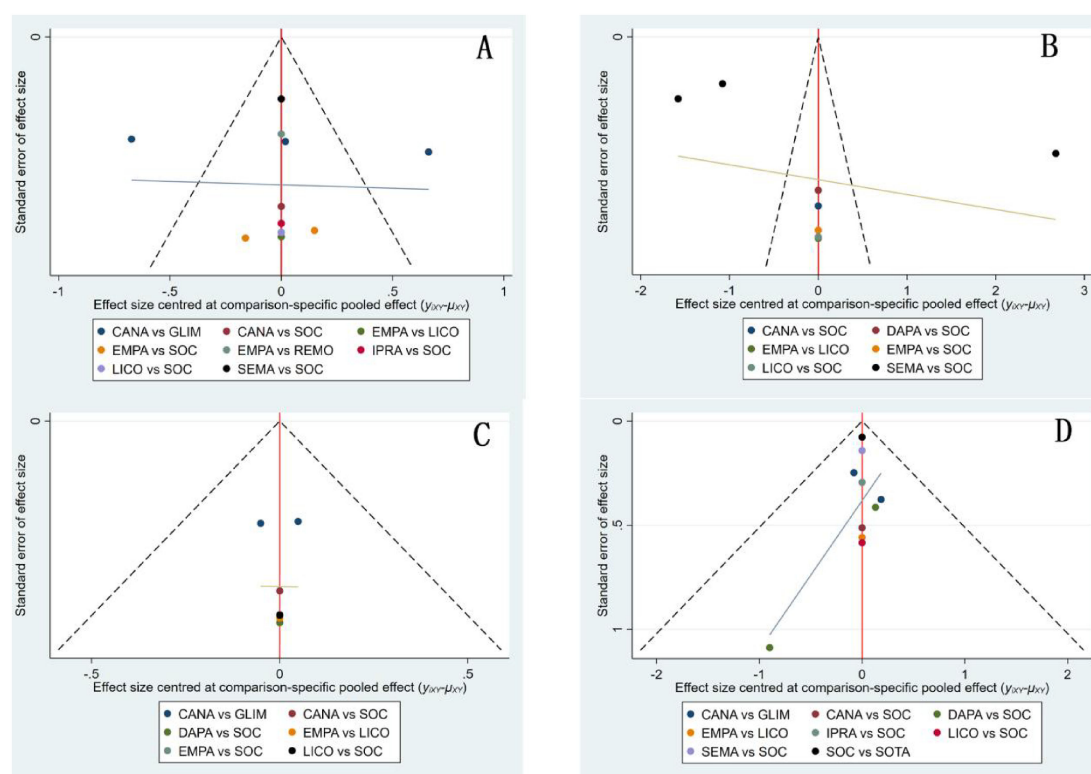 A
Standard error of effect size
0
-1
-.5
0
.5
1
Effect size centred at comparison-specific pooled effect (yiXY-μXY)
CANA vs GLIM
CANA vs SOC
EMPA vs LICO
EMPA vs SOC
EMPA vs REMO
IPRA vs SOC
LICO vs SOC
SEMA vs SOC
B
Standard error of effect size
0
-2
-1
0
1
2
3
Effect size centred at comparison-specific pooled effect (yiXY-μXY)
CANA vs SOC
DAPA vs SOC
EMPA vs LICO
EMPA vs SOC
LICO vs SOC
SEMA vs SOC
C
Standard error of effect size
0
-.5
0
.5
Effect size centred at comparison-specific pooled effect (yiXY-μXY)
CANA vs GLIM
CANA vs SOC
DAPA vs SOC
EMPA vs LICO
EMPA vs SOC
LICO vs SOC
D
Standard error of effect size
0
.5
1
-2
-1
0
1
2
Effect size centred at comparison-specific pooled effect (yiXY-μXY)
CANA vs GLIM
CANA vs SOC
DAPA vs SOC
EMPA vs LICO
IPRA vs SOC
LICO vs SOC
SEMA vs SOC
SOC vs SOTA